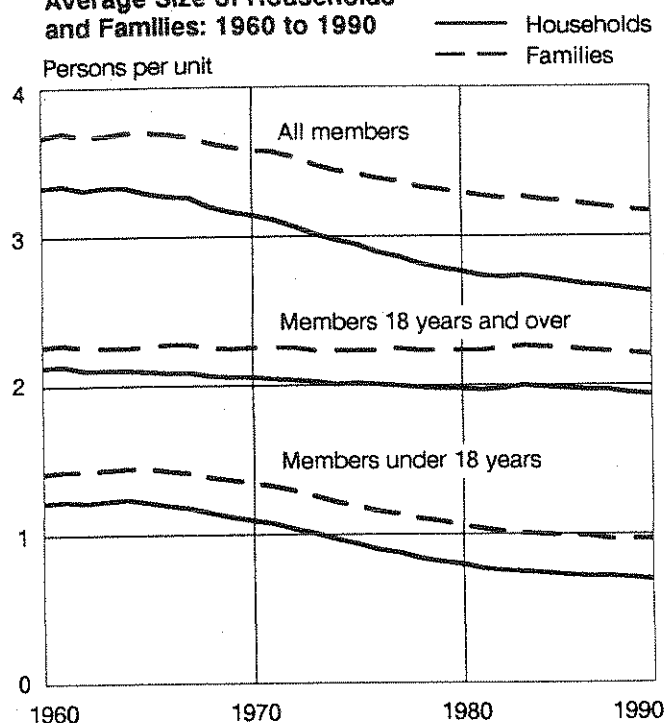 Average Size of Households
and Families: 1960 to 1990
Households
Families
Persons per unit
4
All members
3
Members 18 years and over
2
Members under 18 years
1
0
1960 1970 1980 1990